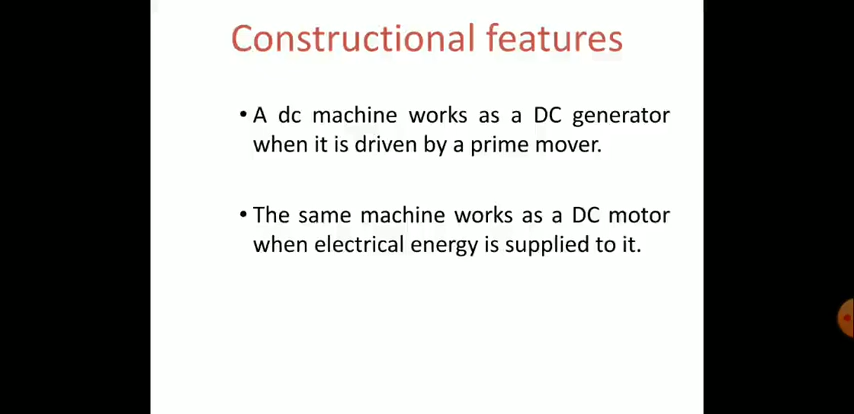 Constructional features
• A dc machine works as a DC generator
when it is driven by a prime mover.
• The same machine works as a DC motor
when electrical energy is supplied to it.